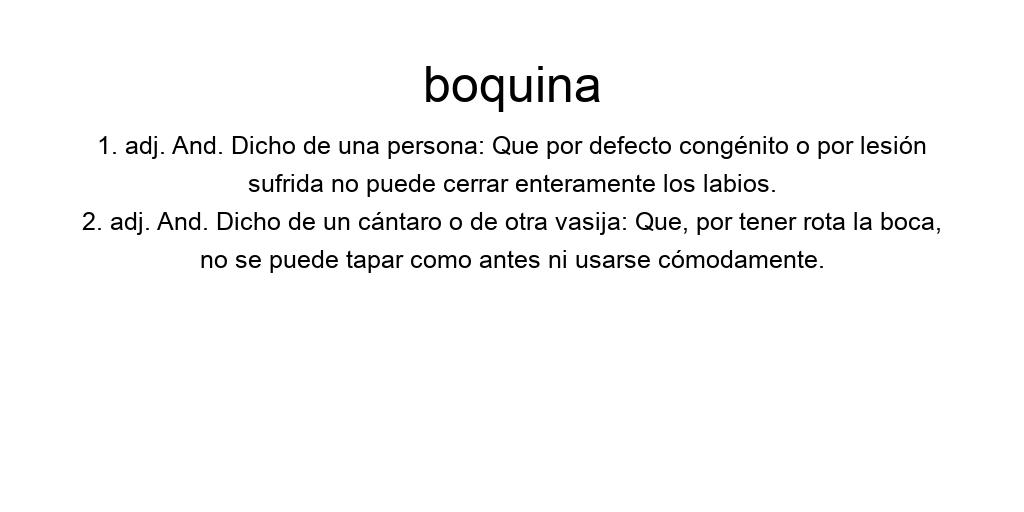 boquina
1. adj. And. Dicho de una persona: Que por defecto congénito o por lesión
sufrida no puede cerrar enteramente los labios.
2. adj. And. Dicho de un cántaro o de otra vasija: Que, por tener rota la boca,
no se puede tapar como antes ni usarse cómodamente.